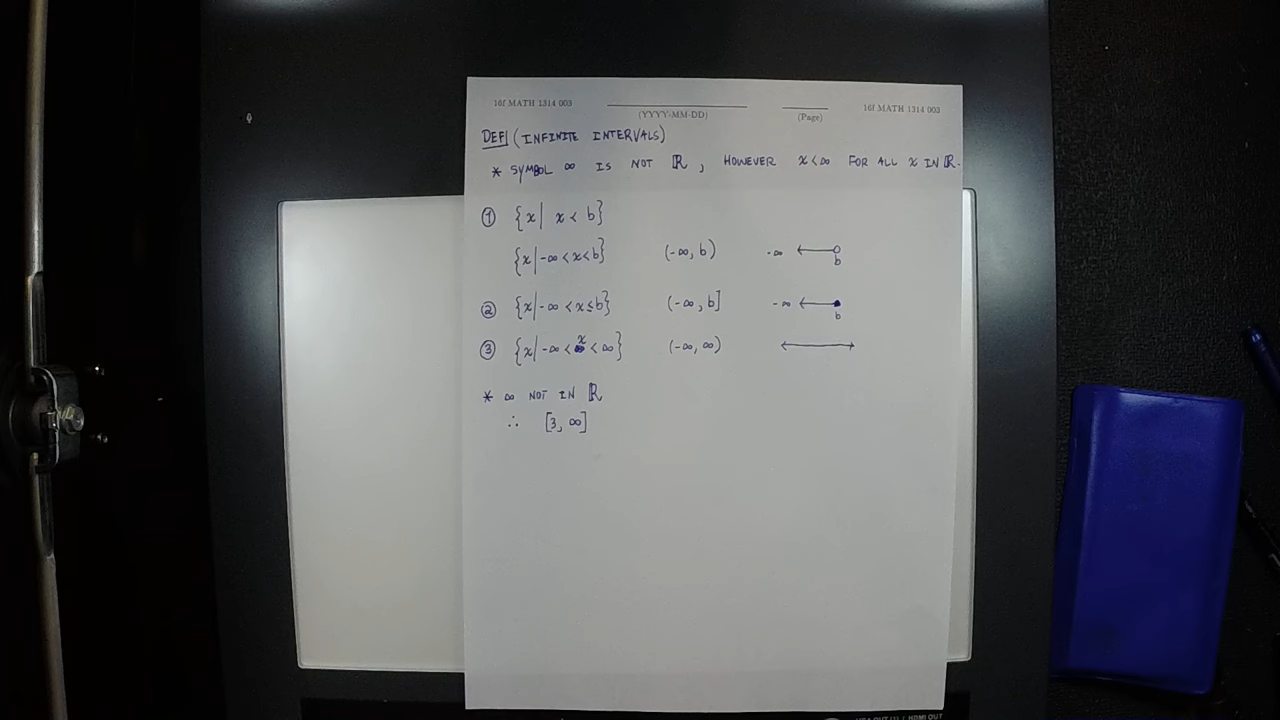 16f MATH 1314 003 (YYYY-MM-DD) (Page) 16f MATH 1314 003
DEF (INFINITE INTERVALS)
* SYMBOL ∞ IS NOT ℝ, HOWEVER x < ∞ FOR ALL x IN ℝ.
① {x | x < b}
{x | -∞ < x < b} (-∞, b) -∞ b
② {x | -∞ < x ≤ b} (-∞, b] -∞ b
③ {x | -∞ < x < ∞} (-∞, ∞)
* ∞ NOT IN ℝ
∴ [3, ∞]